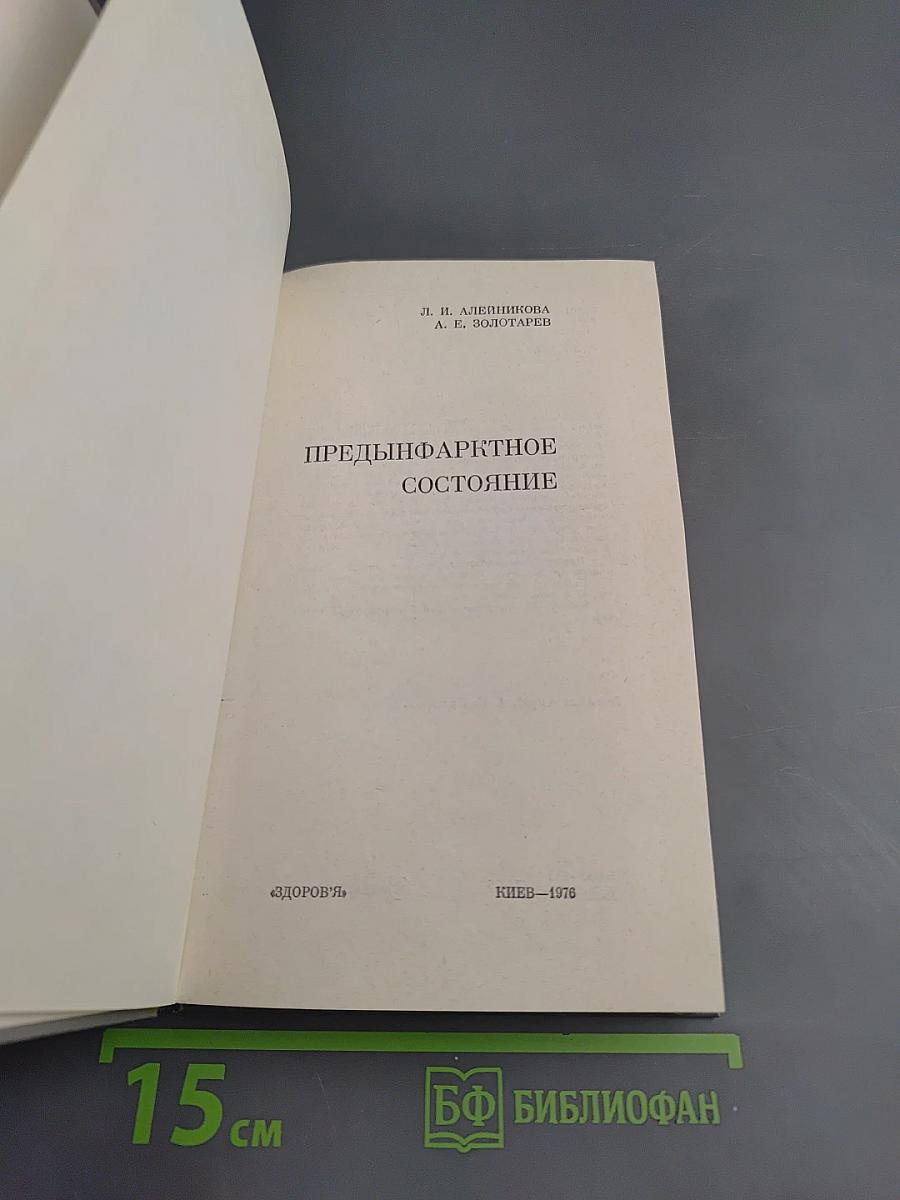 Л. И. АЛЕЙНИКОВА
А. Е. ЗОЛОТАРЕВ
ПРЕДЫНФАРКТНОЕ
СОСТОЯНИЕ
«ЗДОРОВ'Я» КИЕВ—1976
15 см БФ БИБЛИОФАН